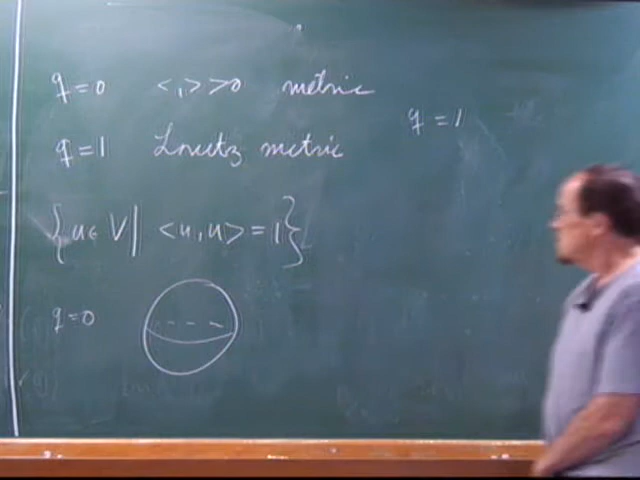 q = 0 < , > > 0 metric
q = 1 Lorentz metric
{u ∈ V | <u, u> = 1}
q = 0
q = 1